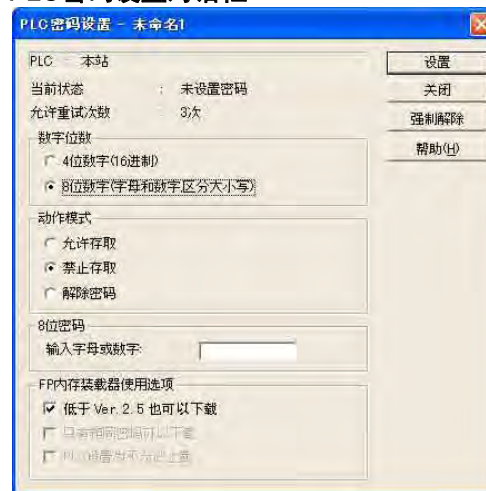 PLC密码设置 - 未命名1
PLC - 本站
设置
当前状态 : 未设置密码
关闭
允许重试次数 : 3次
强制解除
数字位数
帮助(H)
4位数字(16进制)
8位数字(字母和数字,区分大小写)
动作模式
允许存取
禁止存取
解除密码
8位密码
输入字母或数字:
FP内存装载器使用选项
低于 Ver. 2.5 也可以下载